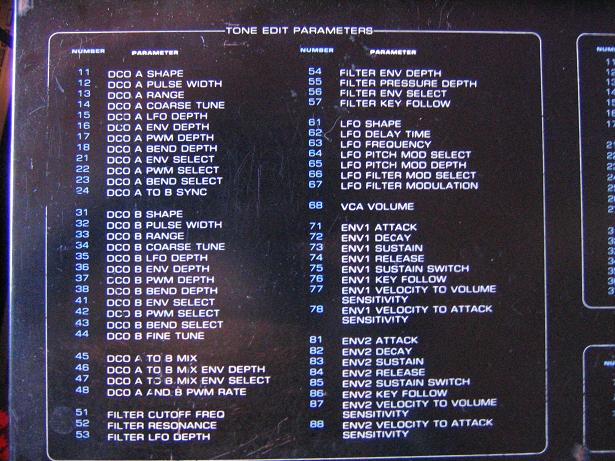 TONE EDIT PARAMETERS
NUMBER PARAMETER
11 DCO A SHAPE
12 DCO A PULSE WIDTH
13 DCO A RANGE
14 DCO A COARSE TUNE
15 DCO A LFO DEPTH
16 DCO A ENV DEPTH
17 DCO A PWM DEPTH
18 DCO A BEND DEPTH
21 DCO A ENV SELECT
22 DCO A PWM SELECT
23 DCO A BEND SELECT
24 DCO A TO B SYNC
31 DCO B SHAPE
32 DCO B PULSE WIDTH
33 DCO B RANGE
34 DCO B COARSE TUNE
35 DCO B LFO DEPTH
36 DCO B ENV DEPTH
37 DCO B PWM DEPTH
38 DCO B BEND DEPTH
41 DCO B ENV SELECT
42 DCO B PWM SELECT
43 DCO B BEND SELECT
44 DCO B FINE TUNE
45 DCO A TO B MIX
46 DCO A TO B MIX ENV DEPTH
47 DCO A TO B MIX ENV SELECT
48 DCO A AND B PWM RATE
51 FILTER CUTOFF FREQ
52 FILTER RESONANCE
53 FILTER LFO DEPTH
NUMBER PARAMETER
54 FILTER ENV DEPTH
55 FILTER PRESSURE DEPTH
56 FILTER ENV SELECT
57 FILTER KEY FOLLOW
61 LFO SHAPE
62 LFO DELAY TIME
63 LFO FREQUENCY
64 LFO PITCH MOD SELECT
65 LFO PITCH MOD DEPTH
66 LFO FILTER MOD SELECT
67 LFO FILTER MODULATION
68 VCA VOLUME
71 ENV1 ATTACK
72 ENV1 DECAY
73 ENV1 SUSTAIN
74 ENV1 RELEASE
75 ENV1 SUSTAIN SWITCH
76 ENV1 KEY FOLLOW
77 ENV1 VELOCITY TO VOLUME
SENSITIVITY
78 ENV1 VELOCITY TO ATTACK
SENSITIVITY
81 ENV2 ATTACK
82 ENV2 DECAY
83 ENV2 SUSTAIN
84 ENV2 RELEASE
85 ENV2 SUSTAIN SWITCH
86 ENV2 KEY FOLLOW
87 ENV2 VELOCITY TO VOLUME
SENSITIVITY
88 ENV2 VELOCITY TO ATTACK
SENSITIVITY